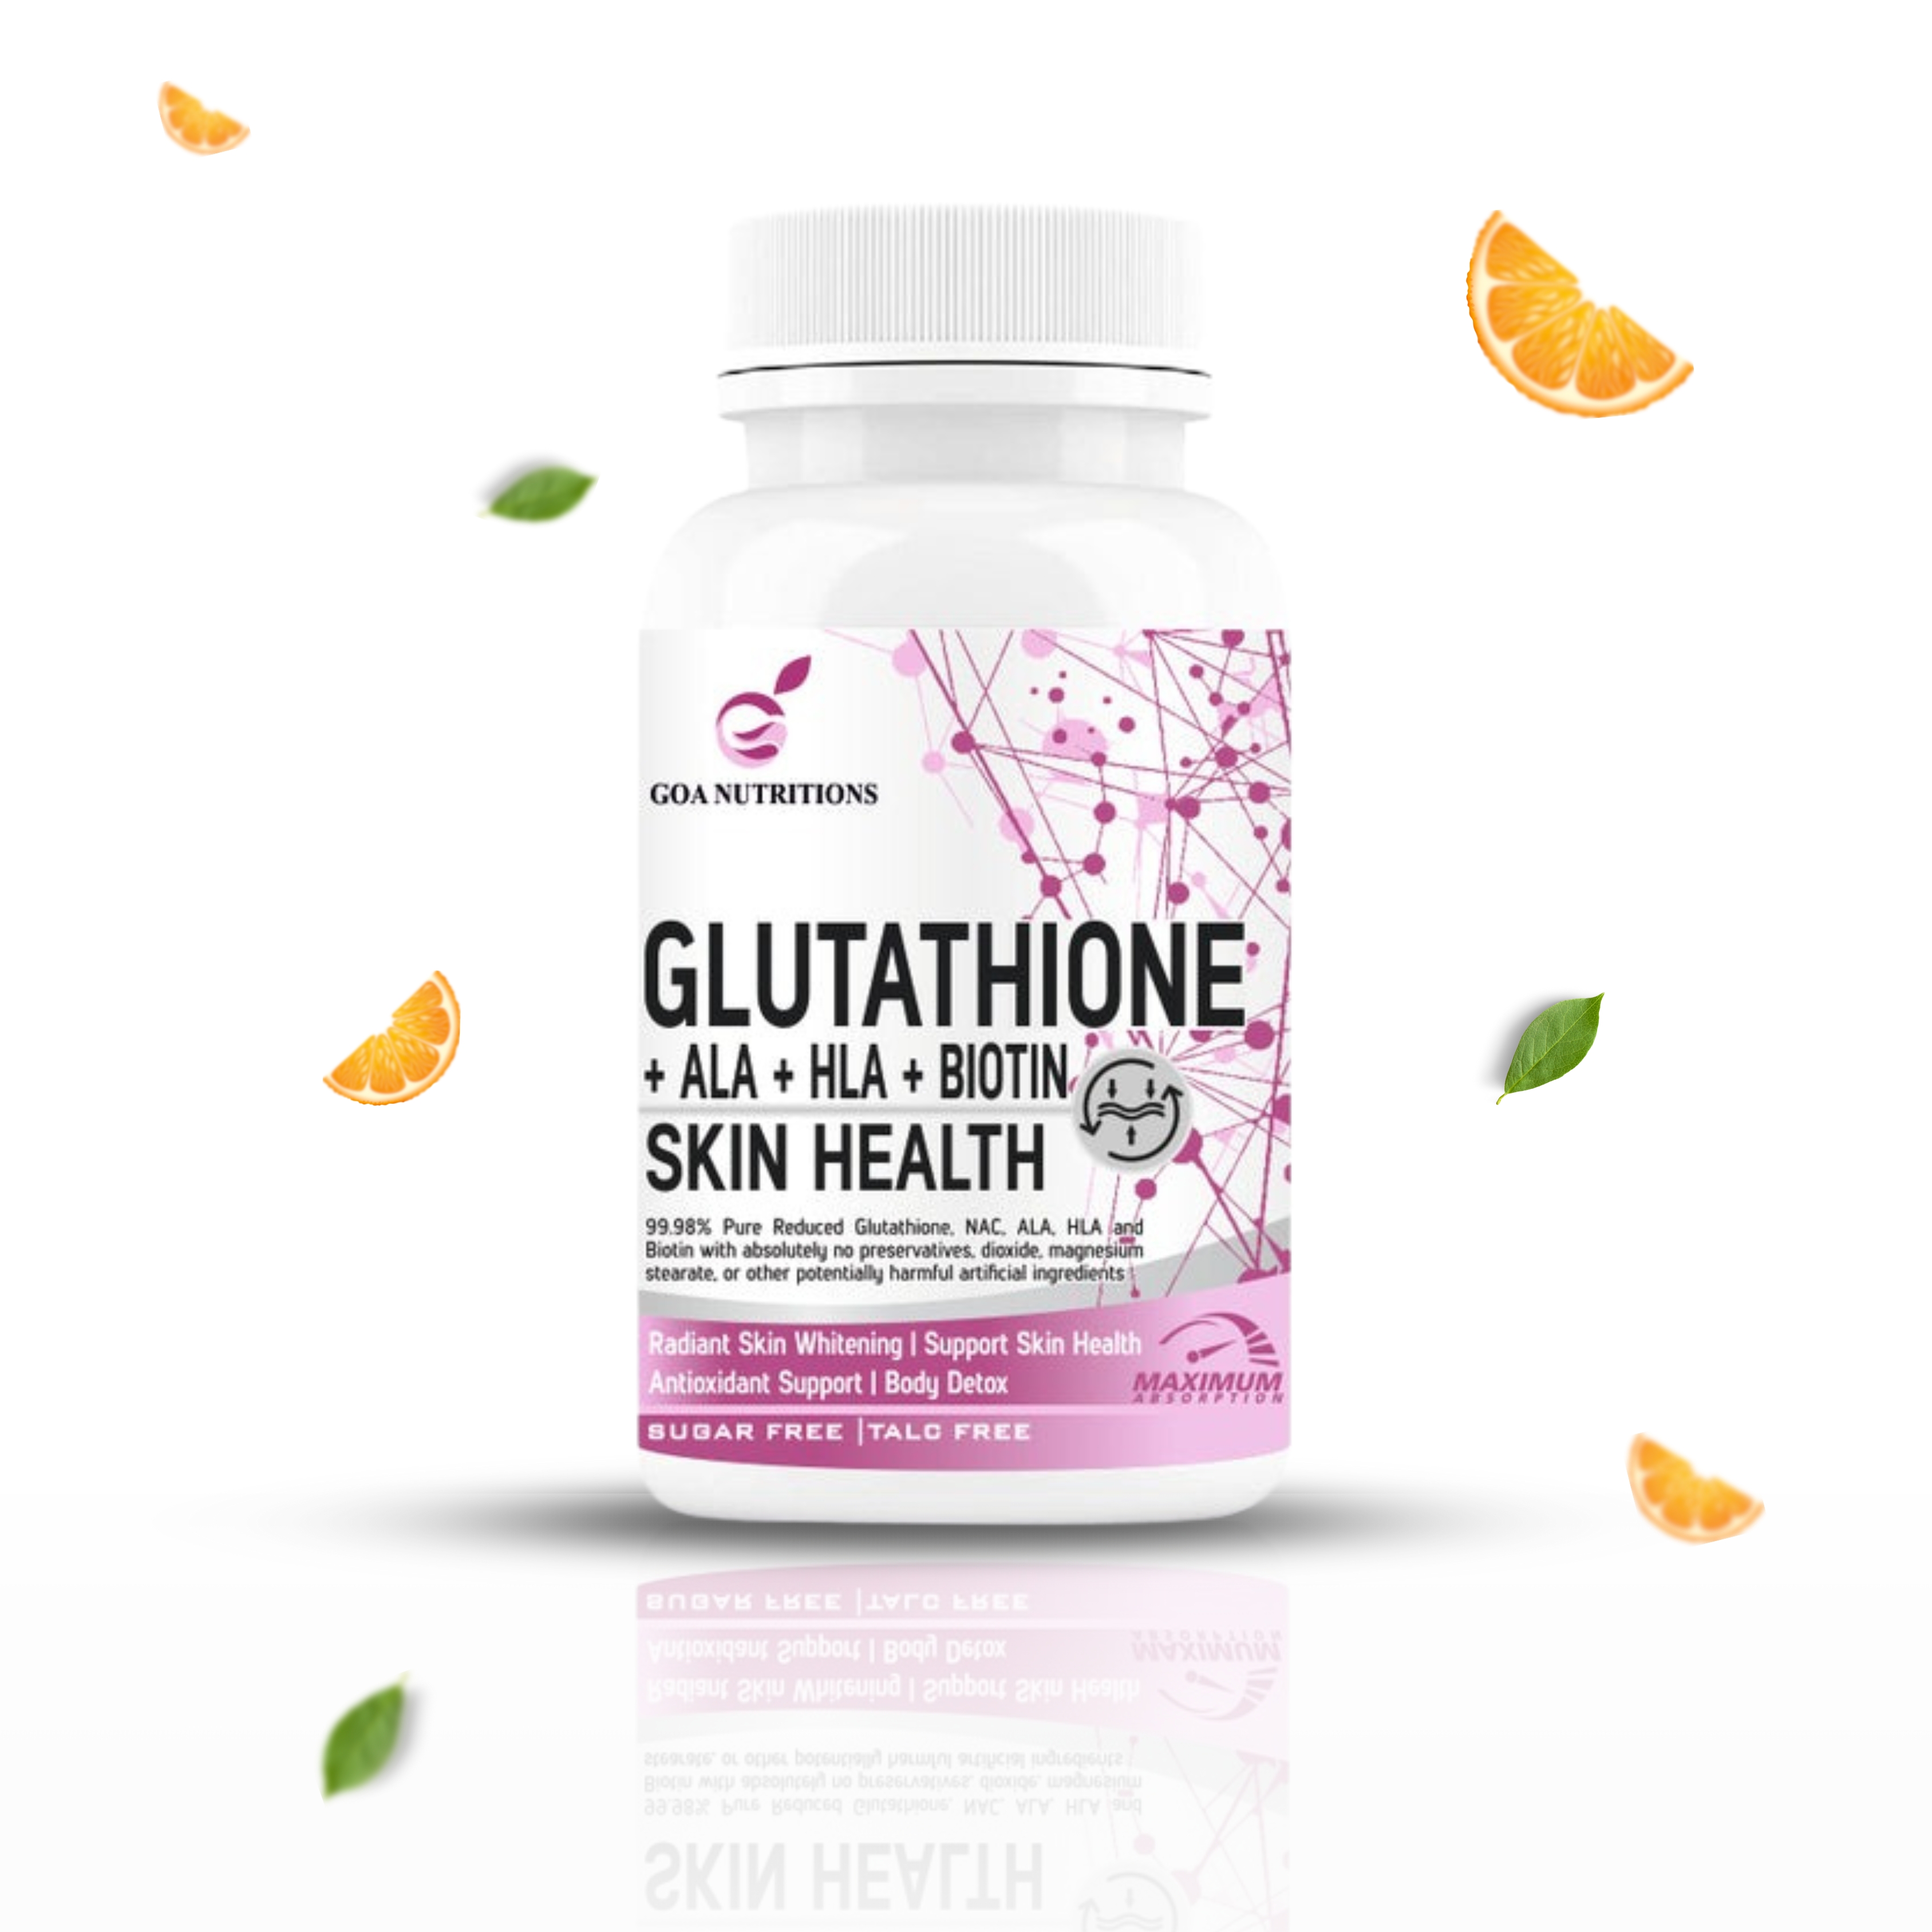 GOA NUTRITIONS
GLUTATHIONE
+ ALA + HLA + BIOTIN
SKIN HEALTH
99.98% Pure Reduced Glutathione, NAC, ALA, HLA and
Biotin with absolutely no preservatives, dioxide, magnesium
stearate, or other potentially harmful artificial ingredients
Radiant Skin Whitening | Support Skin Health
Antioxidant Support | Body Detox
MAXIMUM
ABSORPTION
SUGAR FREE | TALC FREE